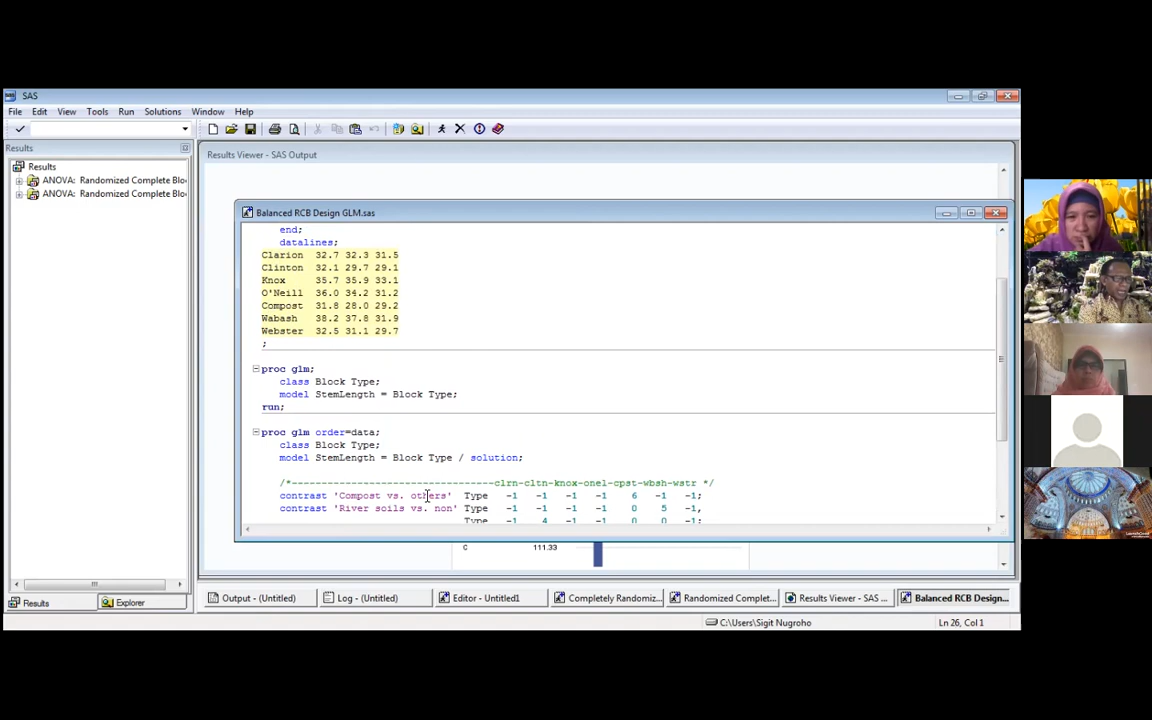 SAS
File Edit View Tools Run Solutions Window Help
Results
Results Viewer - SAS Output
Results
ANOVA: Randomized Complete Blo
ANOVA: Randomized Complete Blo
Balanced RCB Design GLM.sas
end;
datalines;
Clarion 32.7 32.3 31.5
Clinton 32.1 29.7 29.1
Knox 35.7 35.9 33.1
O'Neill 36.0 34.2 31.2
Compost 31.8 28.0 29.2
Wabash 38.2 37.8 31.9
Webster 32.5 31.1 29.7
;
proc glm;
class Block Type;
model StemLength = Block Type;
run;
proc glm order=data;
class Block Type;
model StemLength = Block Type / solution;
/*---------------------------------clrn-cltn-knox-onel-cpst-wbsh-wstr */
contrast 'Compost vs. others' Type -1 -1 -1 -1 6 -1 -1;
contrast 'River soils vs. non' Type -1 -1 -1 -1 0 5 -1,
Type -1 4 -1 -1 0 0 -1;
C 111.33
Results
Explorer
Output - (Untitled)
Log - (Untitled)
Editor - Untitled1
Completely Randomiz...
Randomized Complet...
Results Viewer - SAS ...
Balanced RCB Design...
C:\Users\Sigit Nugroho
Ln 26, Col 1